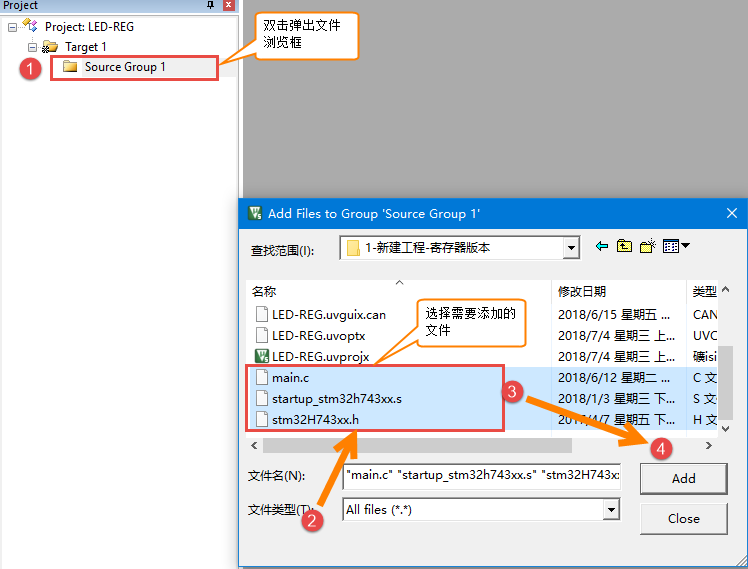 Project
Project: LED-REG
Target 1
Source Group 1
1
双击弹出文件
浏览框
Add Files to Group 'Source Group 1'
查找范围(I):
1-新建工程-寄存器版本
名称
修改日期
类型
LED-REG.uvguix.can
2018/6/15 星期五 ...
CAN
LED-REG.uvoptx
2018/7/4 星期三 上...
UVC
LED-REG.uvprojx
2018/7/4 星期三 上...
礦isi
main.c
2018/6/12 星期二 ...
C 文
startup_stm32h743xx.s
2018/1/3 星期三 下...
S 文
stm32H743xx.h
/4/7 星期五 下...
H 文
选择需要添加的
文件
3
4
文件名(N):
"main.c" "startup_stm32h743xx.s" "stm32H743xx
Add
2
文件类型(T):
All files (*.*)
Close